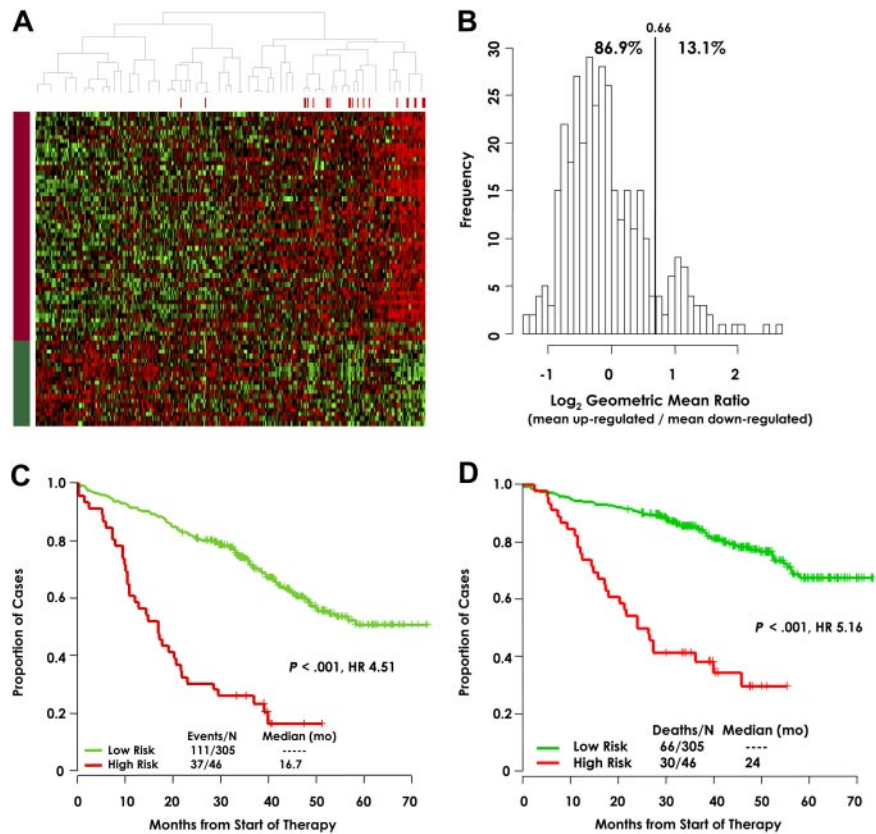 A
B
0.66
86.9% 13.1%
30
25
20
15
10
5
0
Frequency
-1 0 1 2
Log2 Geometric Mean Ratio
(mean up-regulated / mean down-regulated)
C
1.0
0.8
0.6
0.4
0.2
0
Proportion of Cases
P < .001, HR 4.51
Events/N Median (mo)
Low Risk 111/305 -----
High Risk 37/46 16.7
0 10 20 30 40 50 60 70
Months from Start of Therapy
D
1.0
0.8
0.6
0.4
0.2
0
Proportion of Cases
P < .001, HR 5.16
Deaths/N Median (mo)
Low Risk 66/305 ----
High Risk 30/46 24
0 10 20 30 40 50 60 70
Months from Start of Therapy